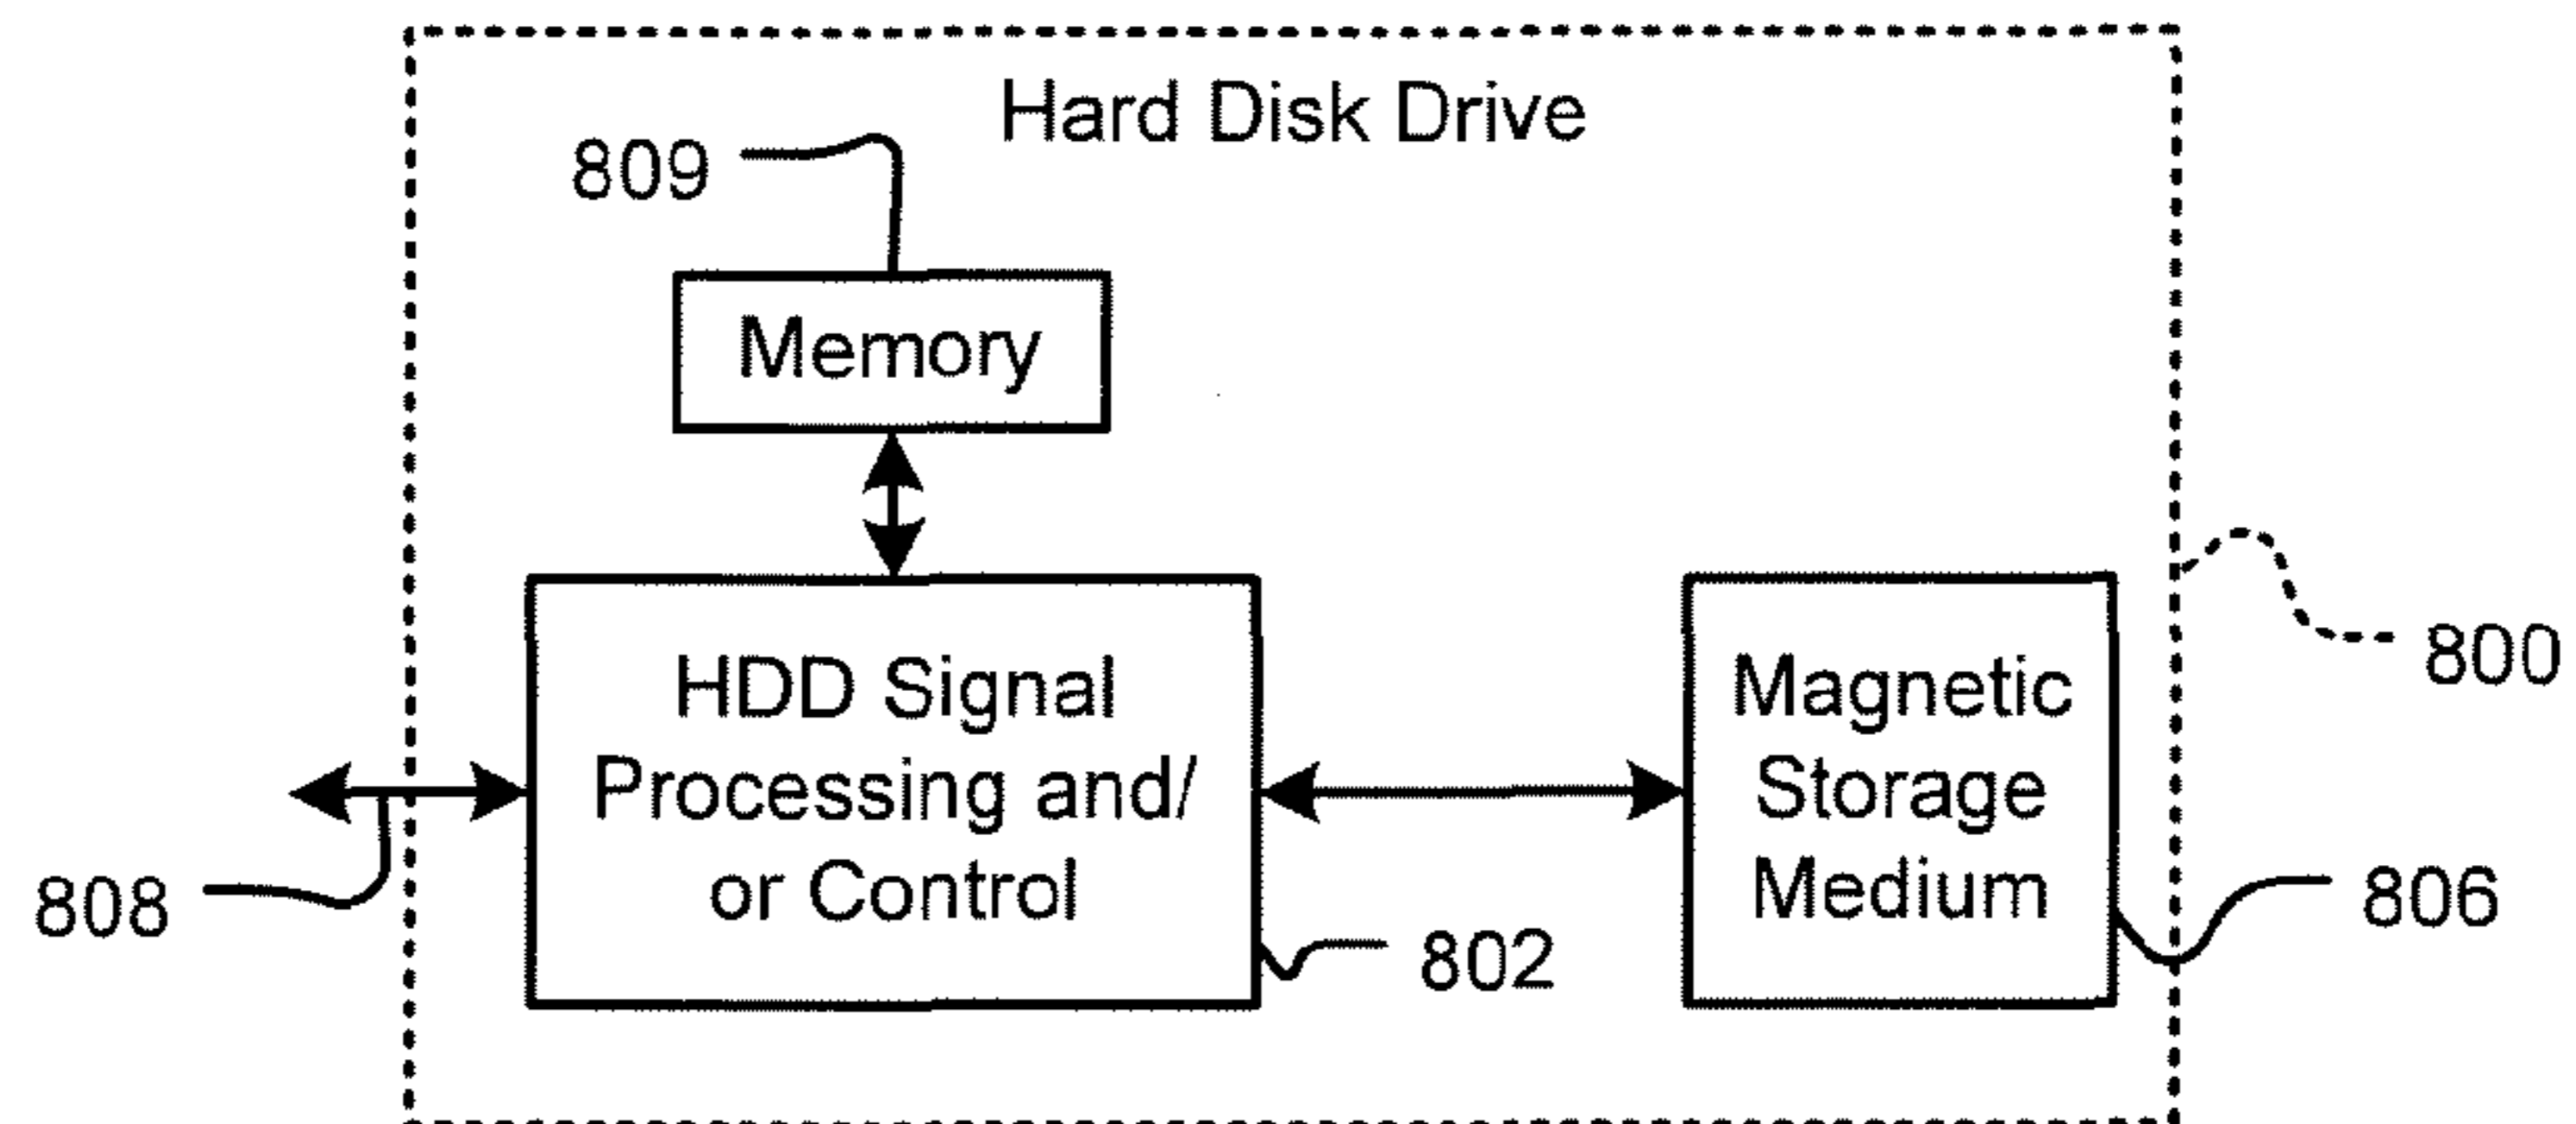 Hard Disk Drive
809
Memory
HDD Signal
Processing and/
or Control
Magnetic
Storage
Medium
800
808
802
806